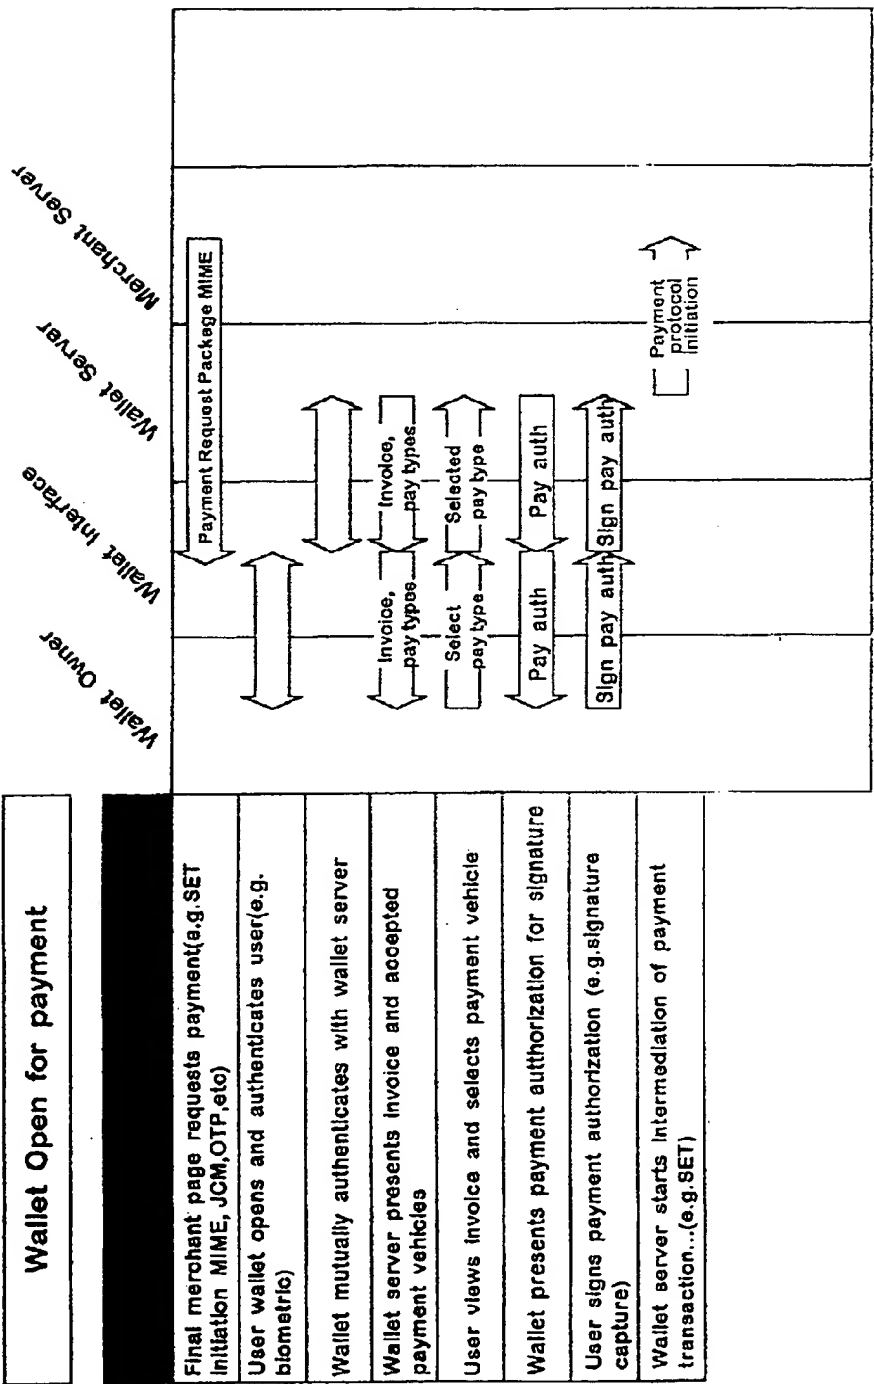 Wallet Open for payment
Wallet Owner
Wallet Interface
Wallet Server
Merchant Server
Final merchant page requests payment(e.g.SET
Initiation MIME, JCM,OTP,etc)
Payment Request Package MIME
User wallet opens and authenticates user(e.g.
biometric)
Wallet mutually authenticates with wallet server
Wallet server presents invoice and accepted
payment vehicles
Invoice,
pay types
Invoice,
pay types
User views invoice and selects payment vehicle
Select
pay type
Selected
pay type
Wallet presents payment autthorization for signature
Pay auth
Pay auth
User signs payment authorization (e.g.signature
capture)
Sign pay auth
Sign pay auth
Wallet server starts Intermediation of payment
transaction...(e.g.SET)
Payment
protocol
initiation